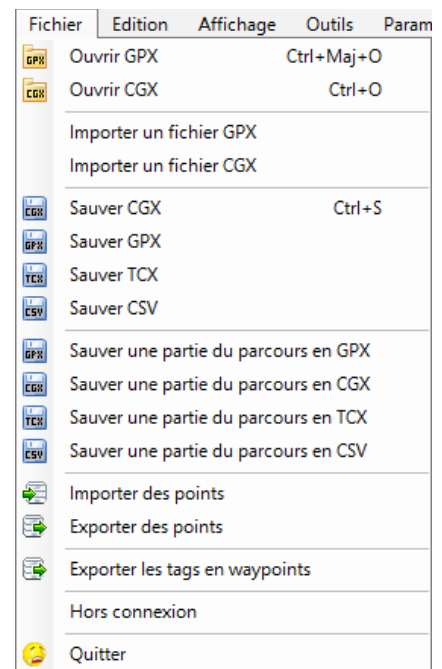 Fichier Edition Affichage Outils Param
GPX Ouvrir GPX Ctrl+Maj+O
CGX Ouvrir CGX Ctrl+O
Importer un fichier GPX
Importer un fichier CGX
CGX Sauver CGX Ctrl+S
GPX Sauver GPX
TCX Sauver TCX
CSV Sauver CSV
GPX Sauver une partie du parcours en GPX
CGX Sauver une partie du parcours en CGX
TCX Sauver une partie du parcours en TCX
CSV Sauver une partie du parcours en CSV
Importer des points
Exporter des points
Exporter les tags en waypoints
Hors connexion
Quitter